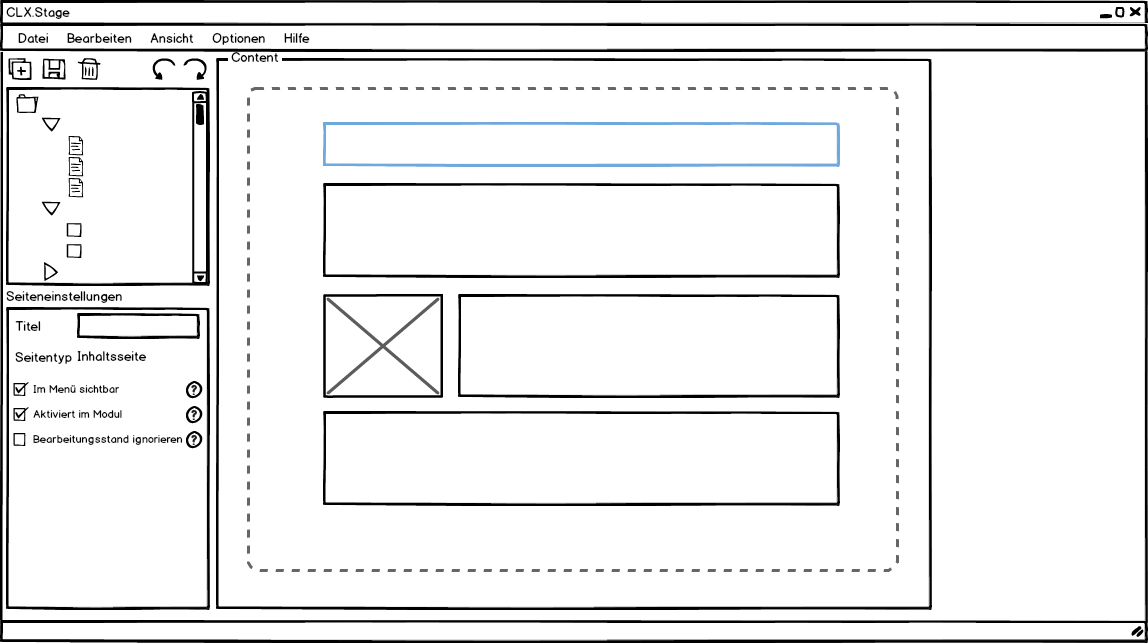 CLX.Stage
Datei Bearbeiten Ansicht Optionen Hilfe
Content
Seiteneinstellungen
Titel
Seitentyp Inhaltsseite
Im Menü sichtbar ?
Aktiviert im Modul ?
Bearbeitungsstand ignorieren ?